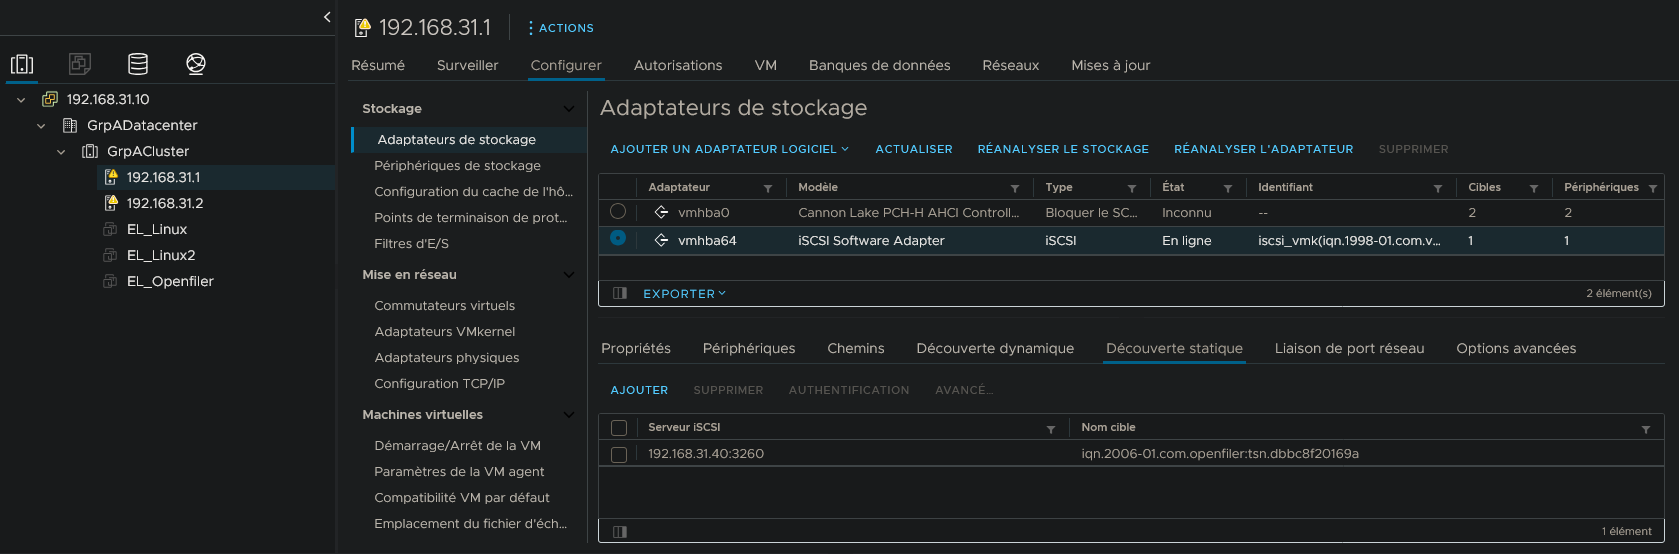 192.168.31.1
ACTIONS
Résumé Surveiller Configurer Autorisations VM Banques de données Réseaux Mises à jour
192.168.31.10
GrpADatacenter
GrpACluster
192.168.31.1
192.168.31.2
EL_Linux
EL_Linux2
EL_Openfiler
Stockage
Adaptateurs de stockage
Périphériques de stockage
Configuration du cache de l'hô...
Points de terminaison de prot...
Filtres d'E/S
Mise en réseau
Commutateurs virtuels
Adaptateurs VMkernel
Adaptateurs physiques
Configuration TCP/IP
Machines virtuelles
Démarrage/Arrêt de la VM
Paramètres de la VM agent
Compatibilité VM par défaut
Emplacement du fichier d'éch...
Adaptateurs de stockage
AJOUTER UN ADAPTATEUR LOGICIEL ACTUALISER RÉANALYSER LE STOCKAGE RÉANALYSER L'ADAPTATEUR SUPPRIMER
Adaptateur Modèle Type État Identifiant Cibles Périphériques
vmhba0 Cannon Lake PCH-H AHCI Controll... Bloquer le SC... Inconnu -- 2 2
vmhba64 iSCSI Software Adapter iSCSI En ligne iscsi_vmk(iqn.1998-01.com.v... 1 1
EXPORTER 2 élément(s)
Propriétés Périphériques Chemins Découverte dynamique Découverte statique Liaison de port réseau Options avancées
AJOUTER SUPPRIMER AUTHENTIFICATION AVANCÉ...
Serveur iSCSI Nom cible
192.168.31.40:3260 iqn.2006-01.com.openfiler:tsn.dbbc8f20169a
1 élément